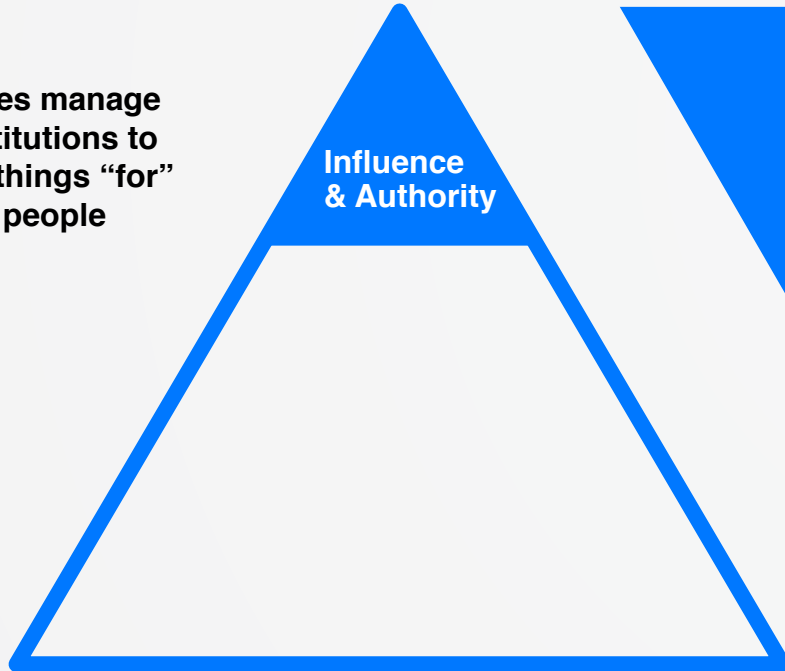 es manage
titutions to
things “for”
people
Influence
& Authority